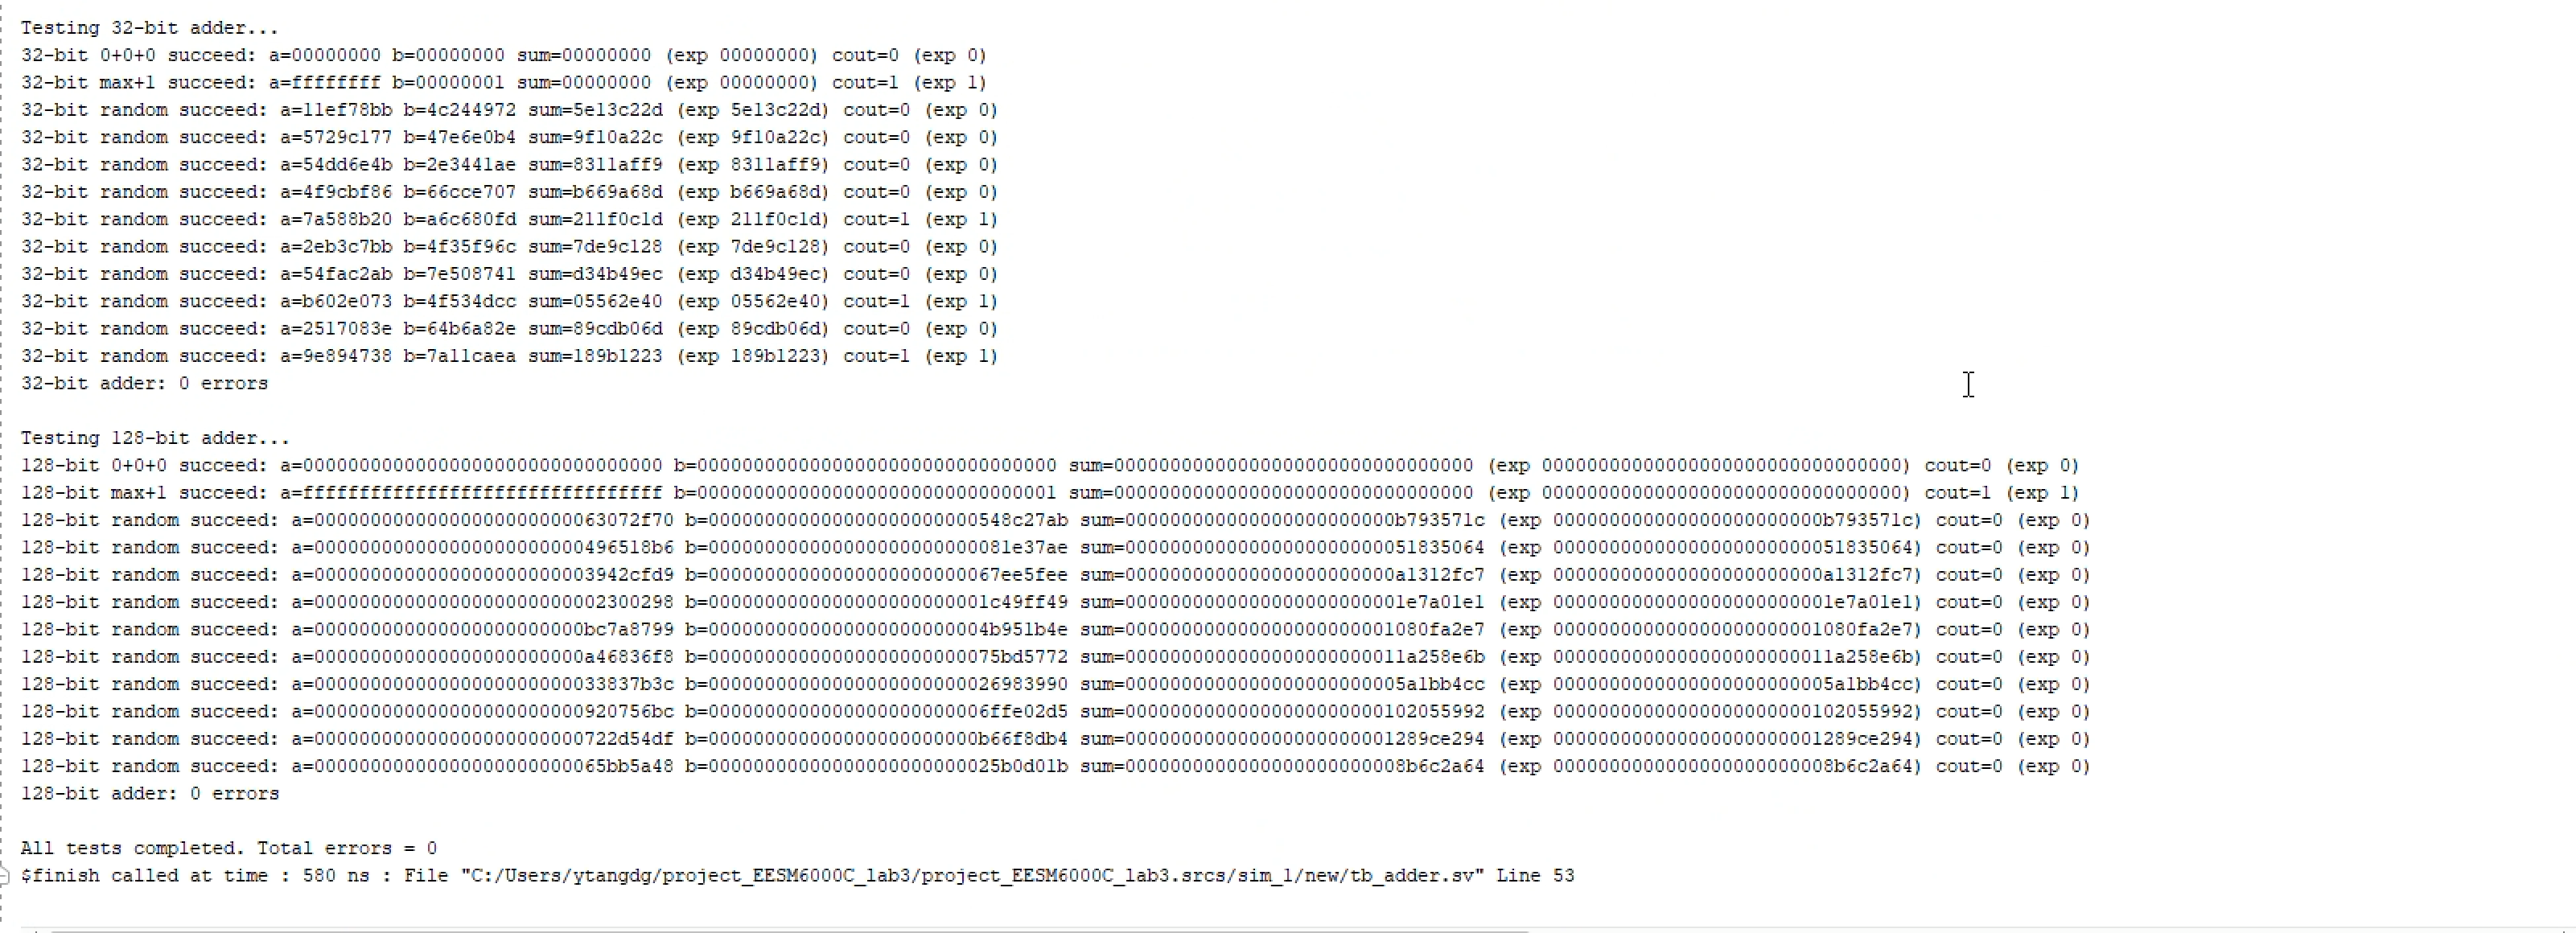 Testing 32-bit adder...
32-bit 0+0+0 succeed: a=00000000 b=00000000 sum=00000000 (exp 00000000) cout=0 (exp 0)
32-bit max+1 succeed: a=ffffffff b=00000001 sum=00000000 (exp 00000000) cout=1 (exp 1)
32-bit random succeed: a=11ef78bb b=4c244972 sum=5e13c22d (exp 5e13c22d) cout=0 (exp 0)
32-bit random succeed: a=5729c177 b=47e6e0b4 sum=9f10a22c (exp 9f10a22c) cout=0 (exp 0)
32-bit random succeed: a=54dd6e4b b=2e3441ae sum=8311aff9 (exp 8311aff9) cout=0 (exp 0)
32-bit random succeed: a=4f9cbf86 b=66cce707 sum=b669a68d (exp b669a68d) cout=0 (exp 0)
32-bit random succeed: a=7a588b20 b=a6c680fd sum=211f0c1d (exp 211f0c1d) cout=1 (exp 1)
32-bit random succeed: a=2eb3c7bb b=4f35f96c sum=7de9c128 (exp 7de9c128) cout=0 (exp 0)
32-bit random succeed: a=54fac2ab b=7e508741 sum=d34b49ec (exp d34b49ec) cout=0 (exp 0)
32-bit random succeed: a=b602e073 b=4f534dcc sum=05562e40 (exp 05562e40) cout=1 (exp 1)
32-bit random succeed: a=2517083e b=64b6a82e sum=89cdb06d (exp 89cdb06d) cout=0 (exp 0)
32-bit random succeed: a=9e894738 b=7a11caea sum=189b1223 (exp 189b1223) cout=1 (exp 1)
32-bit adder: 0 errors
Testing 128-bit adder...
128-bit 0+0+0 succeed: a=00000000000000000000000000000000 b=00000000000000000000000000000000 sum=00000000000000000000000000000000 (exp 00000000000000000000000000000000) cout=0 (exp 0)
128-bit max+1 succeed: a=ffffffffffffffffffffffffffffffff b=00000000000000000000000000000001 sum=00000000000000000000000000000000 (exp 00000000000000000000000000000000) cout=1 (exp 1)
128-bit random succeed: a=00000000000000000000000063072f70 b=000000000000000000000000548c27ab sum=000000000000000000000000b793571c (exp 000000000000000000000000b793571c) cout=0 (exp 0)
128-bit random succeed: a=000000000000000000000000496518b6 b=000000000000000000000000081e37ae sum=00000000000000000000000051835064 (exp 00000000000000000000000051835064) cout=0 (exp 0)
128-bit random succeed: a=0000000000000000000000003942cfd9 b=00000000000000000000000067ee5fee sum=000000000000000000000000a1312fc7 (exp 000000000000000000000000a1312fc7) cout=0 (exp 0)
128-bit random succeed: a=00000000000000000000000002300298 b=0000000000000000000000001c49ff49 sum=0000000000000000000000001e7a01e1 (exp 0000000000000000000000001e7a01e1) cout=0 (exp 0)
128-bit random succeed: a=000000000000000000000000bc7a8799 b=0000000000000000000000004b951b4e sum=00000000000000000000001080fa2e7 (exp 00000000000000000000001080fa2e7) cout=0 (exp 0)
128-bit random succeed: a=000000000000000000000000a46836f8 b=00000000000000000000000075bd5772 sum=0000000000000000000000011a258e6b (exp 0000000000000000000000011a258e6b) cout=0 (exp 0)
128-bit random succeed: a=00000000000000000000000033837b3c b=00000000000000000000000026983990 sum=0000000000000000000000005a1bb4cc (exp 0000000000000000000000005a1bb4cc) cout=0 (exp 0)
128-bit random succeed: a=000000000000000000000000920756bc b=0000000000000000000000006ffe02d5 sum=00000000000000000000000102055992 (exp 00000000000000000000000102055992) cout=0 (exp 0)
128-bit random succeed: a=000000000000000000000000722d54df b=000000000000000000000000b66f8db4 sum=000000000000000000000001289ce294 (exp 000000000000000000000001289ce294) cout=0 (exp 0)
128-bit random succeed: a=00000000000000000000000065bb5a48 b=00000000000000000000000025b0d01b sum=0000000000000000000000008b6c2a64 (exp 0000000000000000000000008b6c2a64) cout=0 (exp 0)
128-bit adder: 0 errors
All tests completed. Total errors = 0
$finish called at time : 580 ns : File "C:/Users/ytangdg/project_EESM6000C_lab3/project_EESM6000C_lab3.srcs/sim_1/new/tb_adder.sv" Line 53